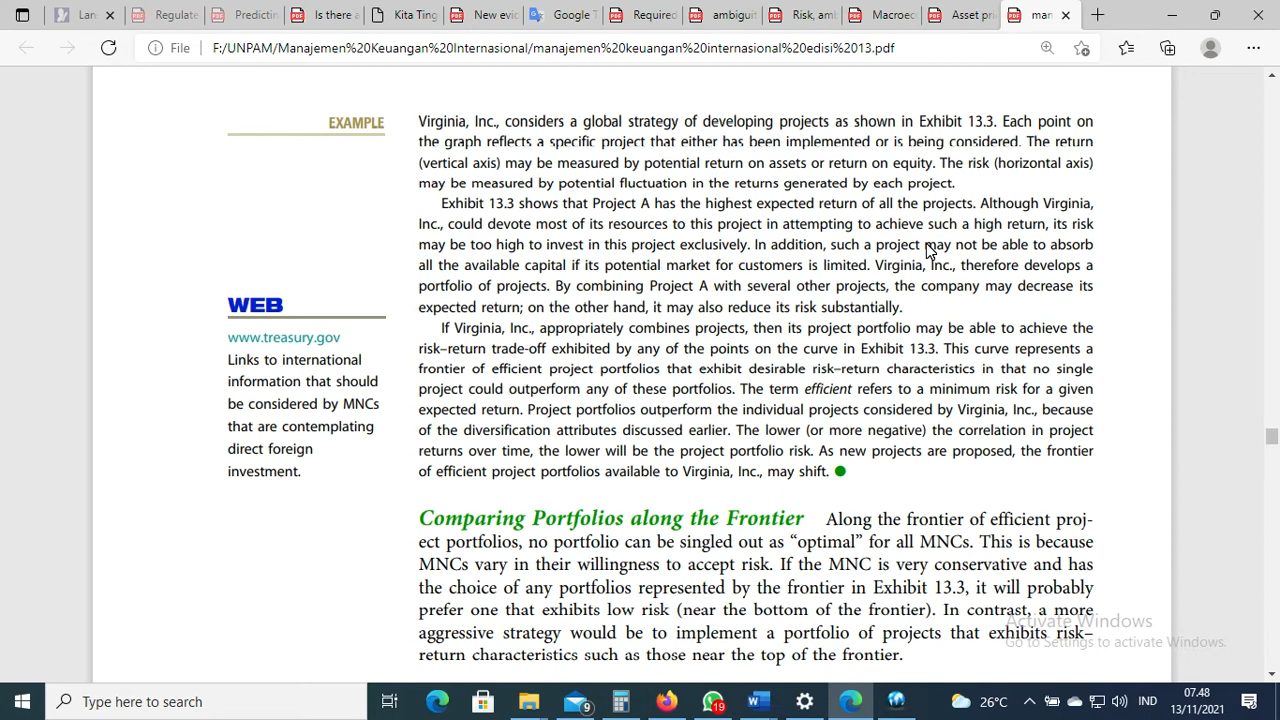 Lan
Regulate
Predictin
Is there a
Kita Ting
New evid
Google T
Required
ambiguit
Risk, amb
Macroec
Asset pri
man
File
F:/UNPAM/Manajemen%20Keuangan%20Internasional/manajemen%20keuangan%20internasional%20edisi%2013.pdf
EXAMPLE
Virginia, Inc., considers a global strategy of developing projects as shown in Exhibit 13.3. Each point on
the graph reflects a specific project that either has been implemented or is being considered. The return
(vertical axis) may be measured by potential return on assets or return on equity. The risk (horizontal axis)
may be measured by potential fluctuation in the returns generated by each project.
Exhibit 13.3 shows that Project A has the highest expected return of all the projects. Although Virginia,
Inc., could devote most of its resources to this project in attempting to achieve such a high return, its risk
may be too high to invest in this project exclusively. In addition, such a project may not be able to absorb
all the available capital if its potential market for customers is limited. Virginia, Inc., therefore develops a
portfolio of projects. By combining Project A with several other projects, the company may decrease its
expected return; on the other hand, it may also reduce its risk substantially.
If Virginia, Inc., appropriately combines projects, then its project portfolio may be able to achieve the
risk–return trade-off exhibited by any of the points on the curve in Exhibit 13.3. This curve represents a
frontier of efficient project portfolios that exhibit desirable risk–return characteristics in that no single
project could outperform any of these portfolios. The term efficient refers to a minimum risk for a given
expected return. Project portfolios outperform the individual projects considered by Virginia, Inc., because
of the diversification attributes discussed earlier. The lower (or more negative) the correlation in project
returns over time, the lower will be the project portfolio risk. As new projects are proposed, the frontier
of efficient project portfolios available to Virginia, Inc., may shift.
WEB
www.treasury.gov
Links to international
information that should
be considered by MNCs
that are contemplating
direct foreign
investment.
Comparing Portfolios along the Frontier Along the frontier of efficient proj-
ect portfolios, no portfolio can be singled out as “optimal” for all MNCs. This is because
MNCs vary in their willingness to accept risk. If the MNC is very conservative and has
the choice of any portfolios represented by the frontier in Exhibit 13.3, it will probably
prefer one that exhibits low risk (near the bottom of the frontier). In contrast, a more
aggressive strategy would be to implement a portfolio of projects that exhibits risk–
return characteristics such as those near the top of the frontier.
Activate Windows
Go to Settings to activate Windows.
Type here to search
9
19
26°C
IND
07.48
13/11/2021